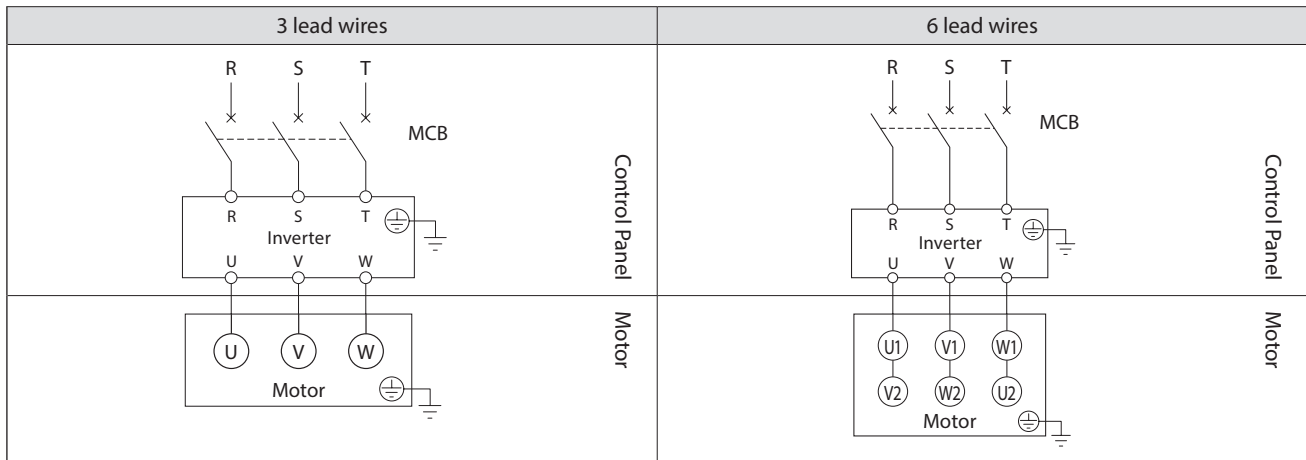 3 lead wires
6 lead wires
R S T
MCB
R S T
Inverter
U V W
Control Panel
U V W
Motor
Motor
R S T
MCB
R S T
Inverter
U V W
Control Panel
U1 V1 W1
V2 W2 U2
Motor
Motor